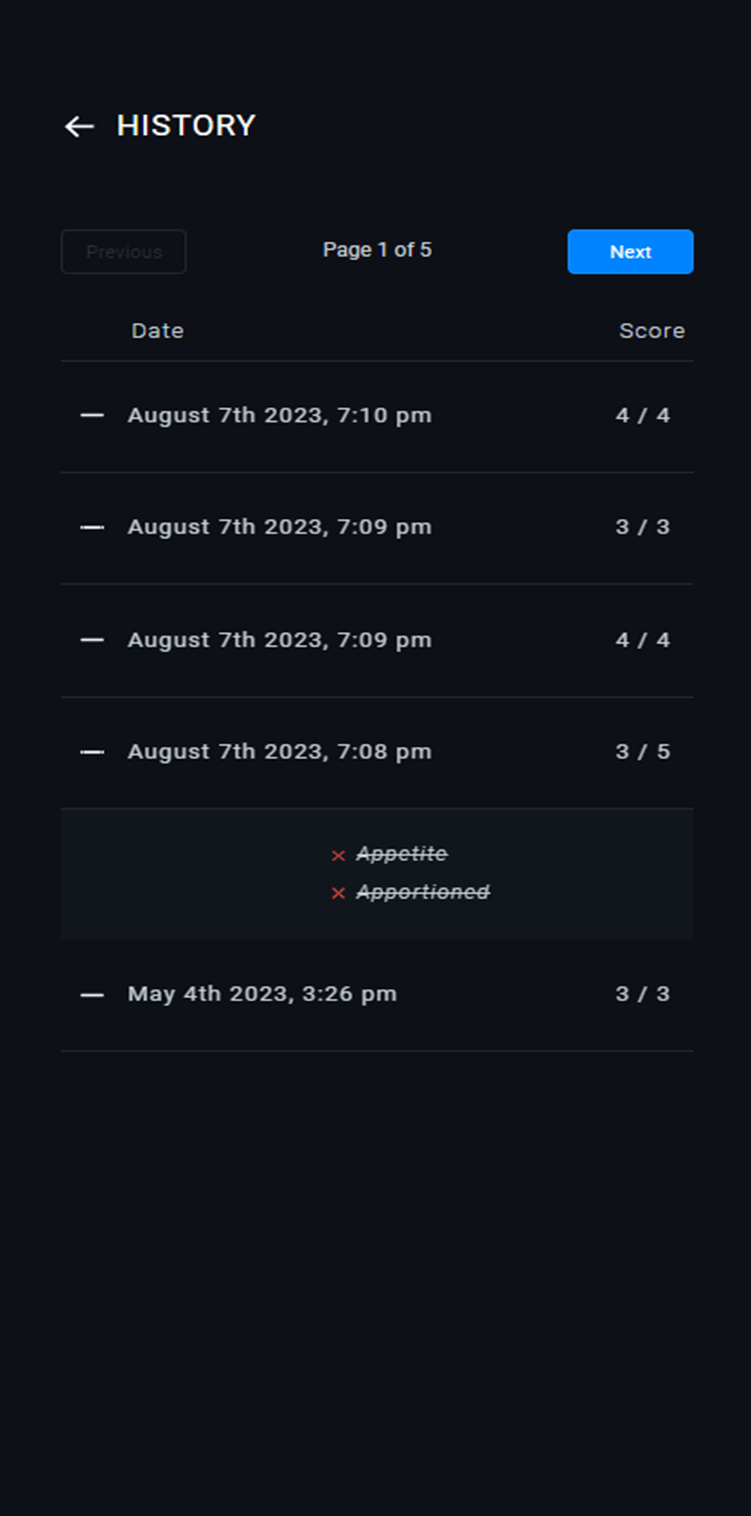 HISTORY
Previous Page 1 of 5 Next
Date Score
August 7th 2023, 7:10 pm 4 / 4
August 7th 2023, 7:09 pm 3 / 3
August 7th 2023, 7:09 pm 4 / 4
August 7th 2023, 7:08 pm 3 / 5
× Appetite
× Apportioned
May 4th 2023, 3:26 pm 3 / 3